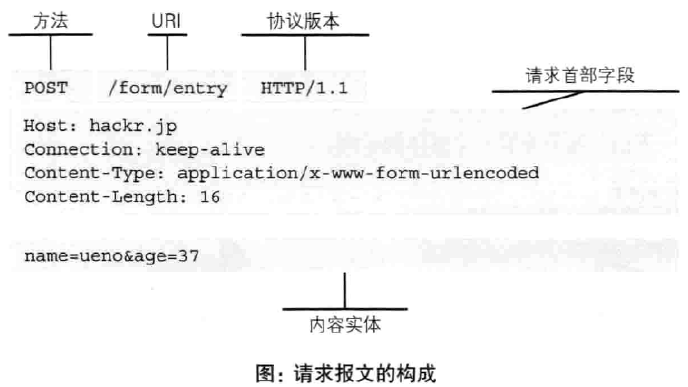 方法 URI 协议版本
请求首部字段
POST /form/entry HTTP/1.1
Host: hackr.jp
Connection: keep-alive
Content-Type: application/x-www-form-urlencoded
Content-Length: 16
name=ueno&age=37
内容实体
图：请求报文的构成